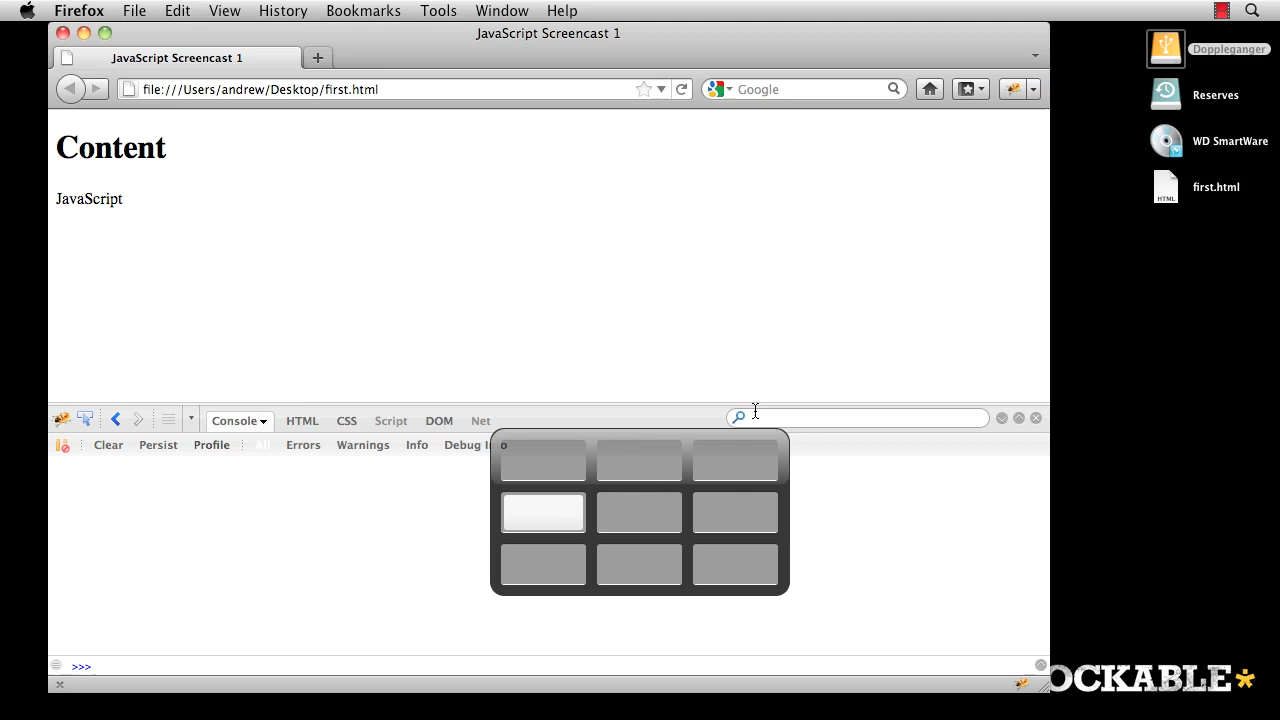 Firefox File Edit View History Bookmarks Tools Window Help
JavaScript Screencast 1
JavaScript Screencast 1
file:///Users/andrew/Desktop/first.html
Google
Content
JavaScript
Console HTML CSS Script DOM Net
Clear Persist Profile All Errors Warnings Info Debug Info
>>>
Doppleganger
Reserves
WD SmartWare
HTML
first.html
OCKABLE*